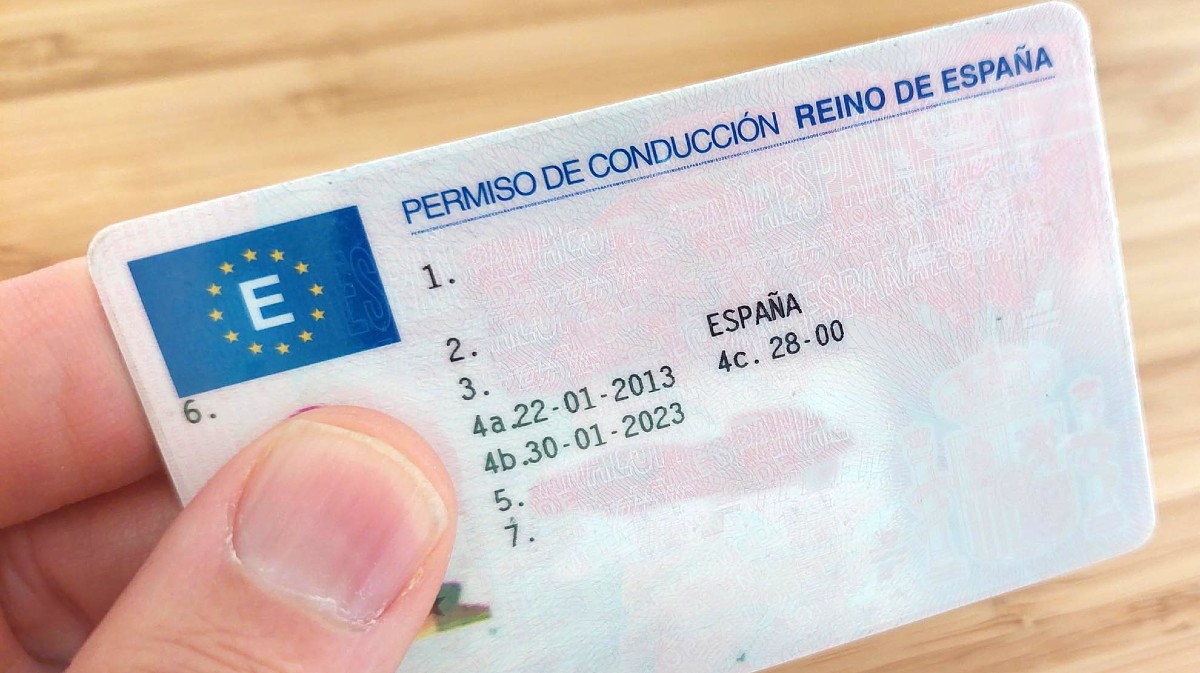 PERMISO DE CONDUCCIÓN REINO DE ESPAÑA
E
1.
2.
ESPAÑA
3.
4a.22-01-2013 4c. 28-00
4b.30-01-2023
5.
6.
7.